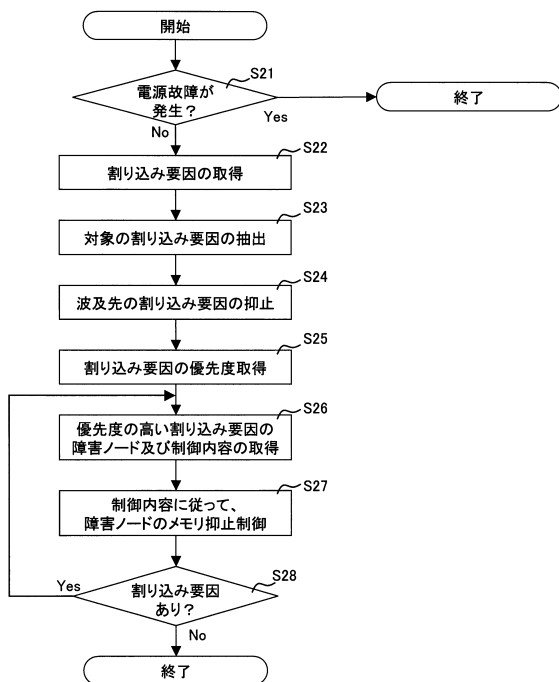 開始
S21
電源故障が
発生？
Yes
終了
No
S22
割り込み要因の取得
S23
対象の割り込み要因の抽出
S24
波及先の割り込み要因の抑止
S25
割り込み要因の優先度取得
S26
優先度の高い割り込み要因の
障害ノード及び制御内容の取得
S27
制御内容に従って、
障害ノードのメモリ抑止制御
Yes
S28
割り込み要因
あり？
No
終了